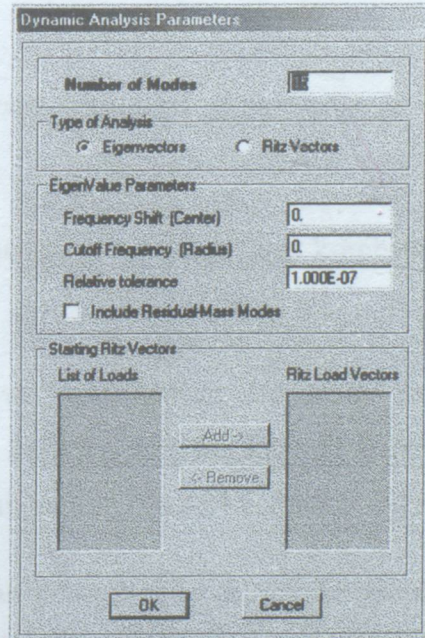 Dynamic Analysis Parameters
Number of Modes
Type of Analysis
Eigenvectors Ritz Vectors
EigenValue Parameters
Frequency Shift (Center) 0.
Cutoff Frequency (Radius) 0.
Relative tolerance 1.000E-07
Include Residual-Mass Modes
Starting Ritz Vectors
List of Loads Ritz Load Vectors
Add ->
<- Remove
OK Cancel